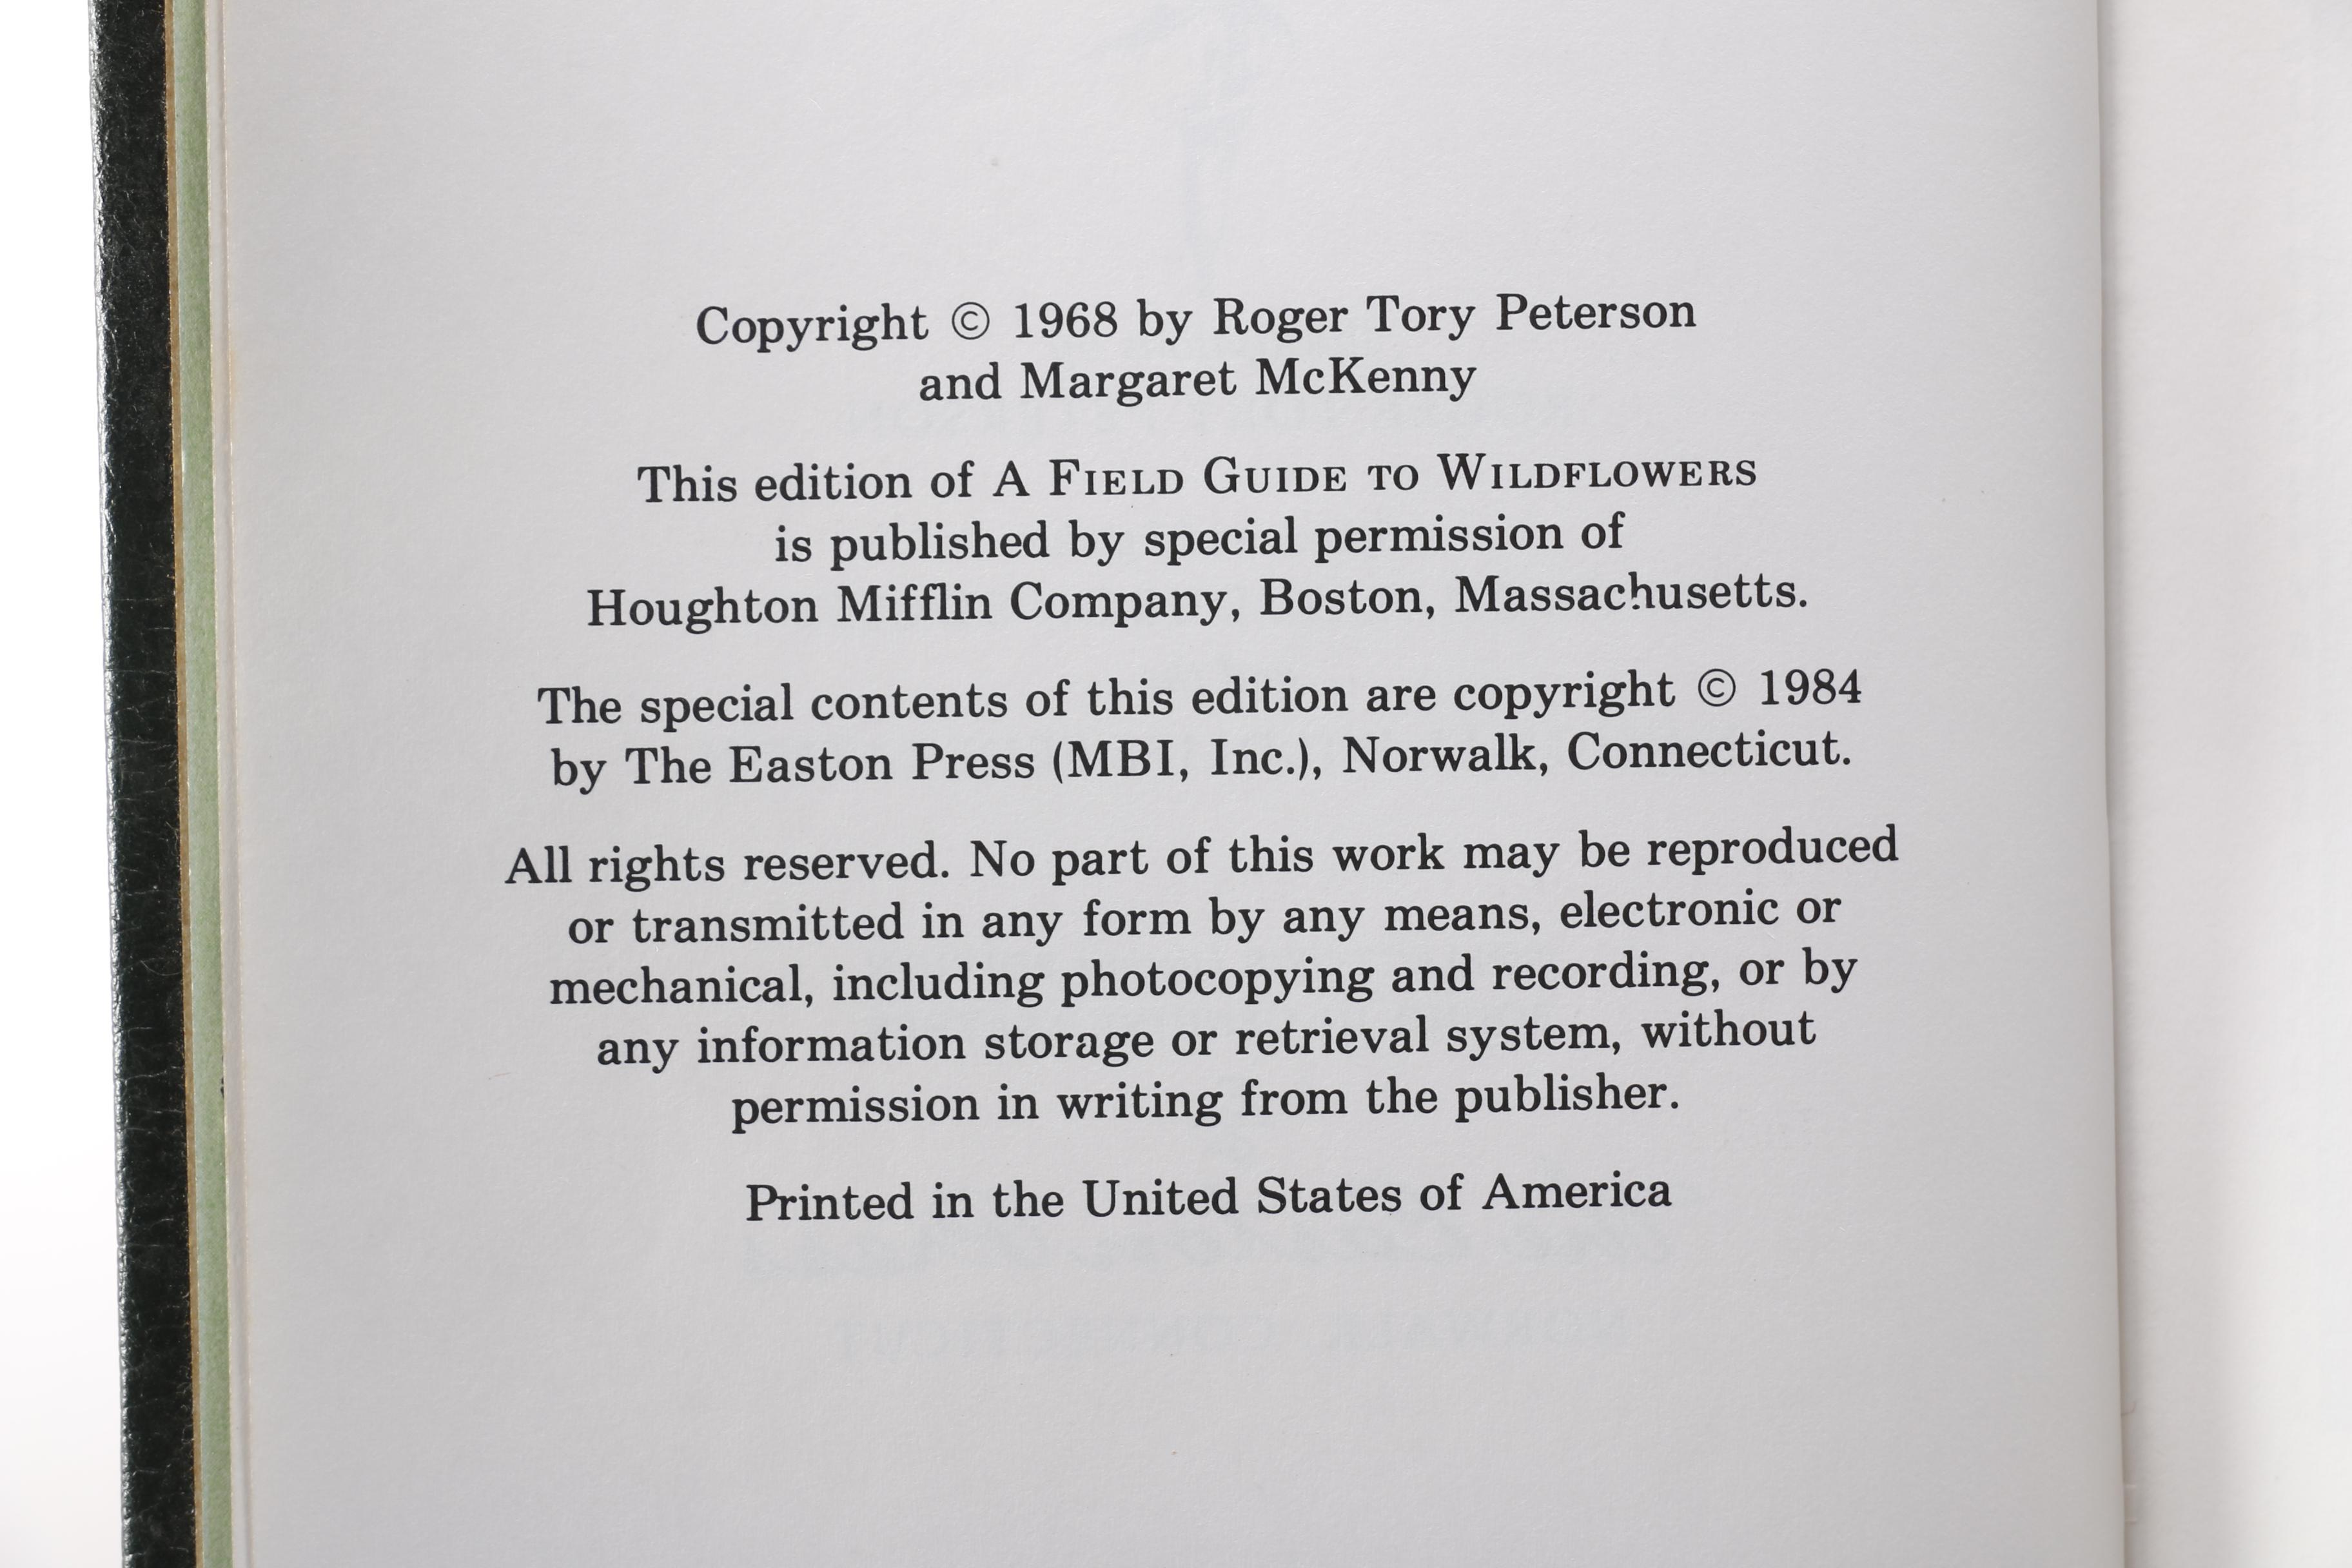 Copyright © 1968 by Roger Tory Peterson
and Margaret McKenny
This edition of A FIELD GUIDE TO WILDFLOWERS
is published by special permission of
Houghton Mifflin Company, Boston, Massachusetts.
The special contents of this edition are copyright © 1984
by The Easton Press (MBI, Inc.), Norwalk, Connecticut.
All rights reserved. No part of this work may be reproduced
or transmitted in any form by any means, electronic or
mechanical, including photocopying and recording, or by
any information storage or retrieval system, without
permission in writing from the publisher.
Printed in the United States of America